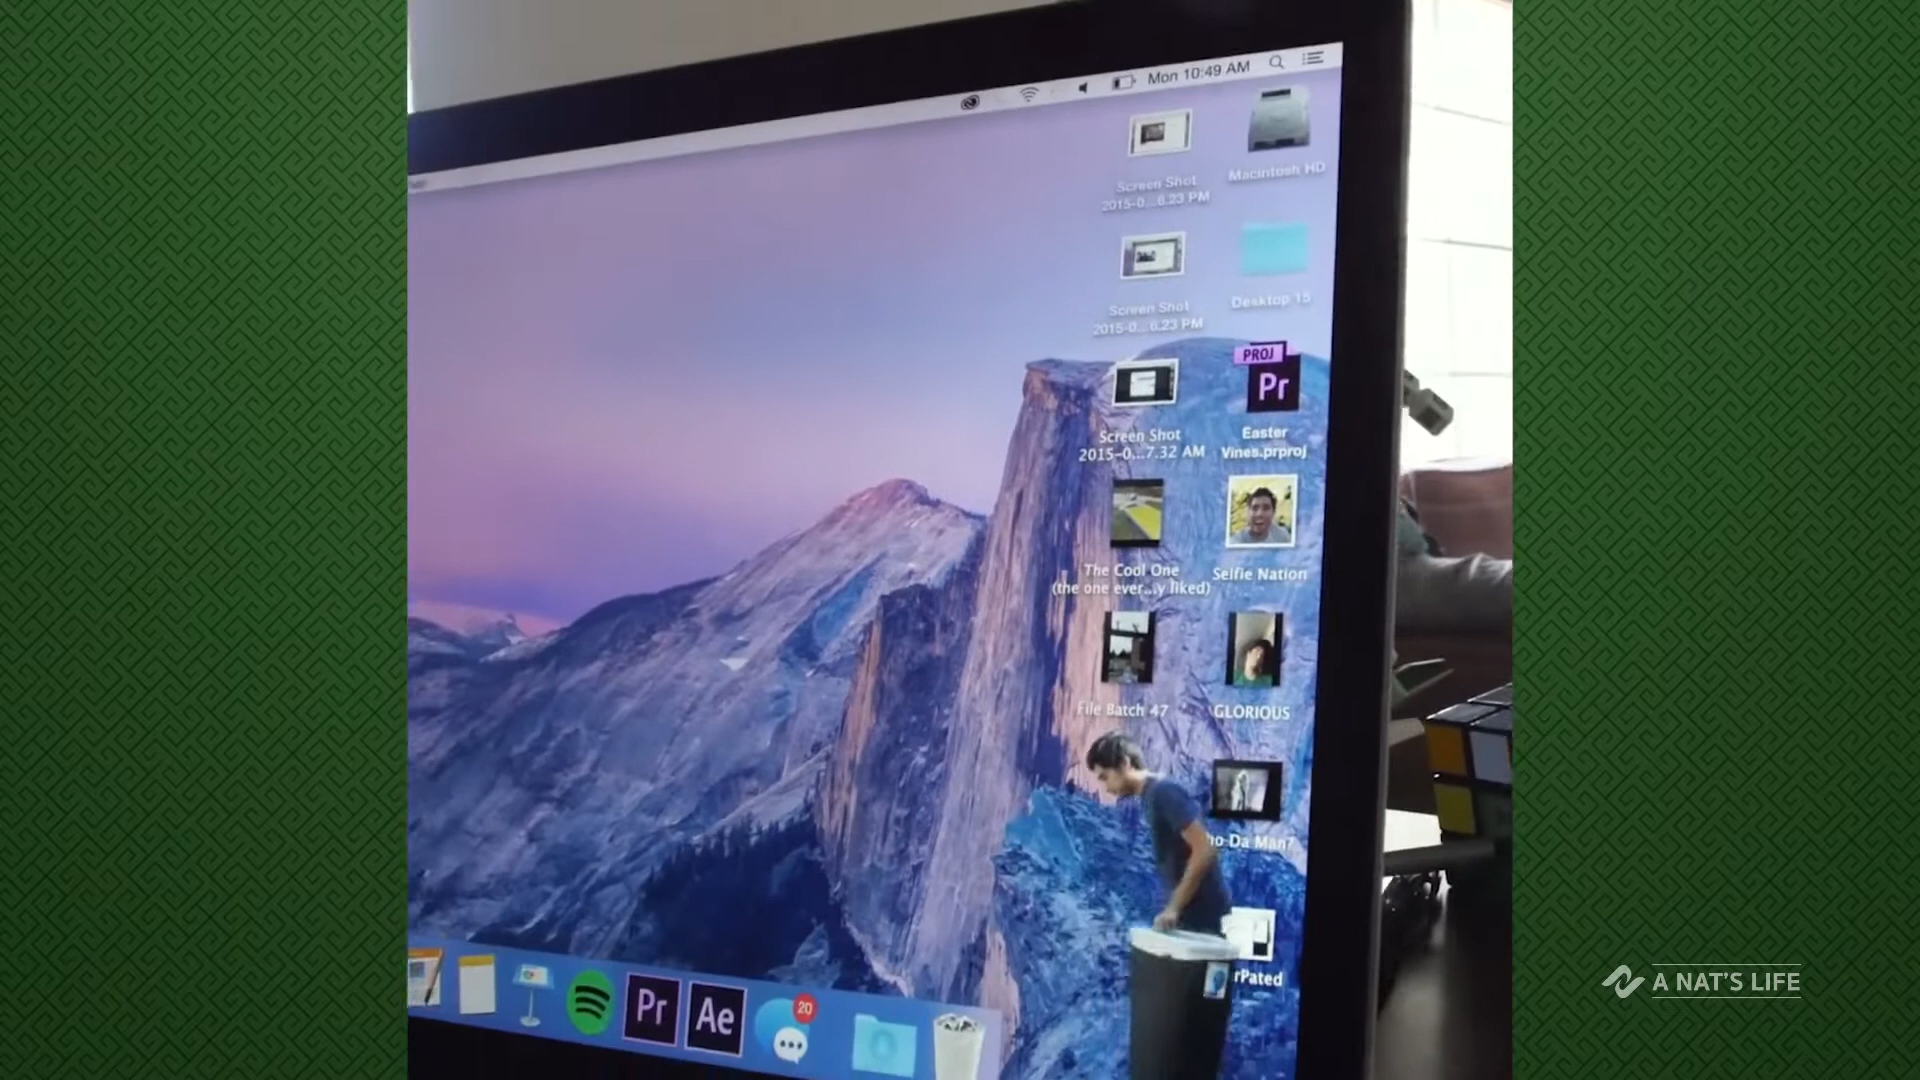 Mon 10:49 AM
Screen Shot
2015-0...6.23 PM
Macintosh HD
Screen Shot
2015-0...6.23 PM
Desktop 15
PROJ
Pr
Screen Shot
2015-0...7.32 AM
Easter
Vines.prproj
The Cool One
(the one ever...y liked)
Selfie Nation
File Batch 47
GLORIOUS
ho Da Man?
rPated
Pr
Ae
20
A NAT'S LIFE